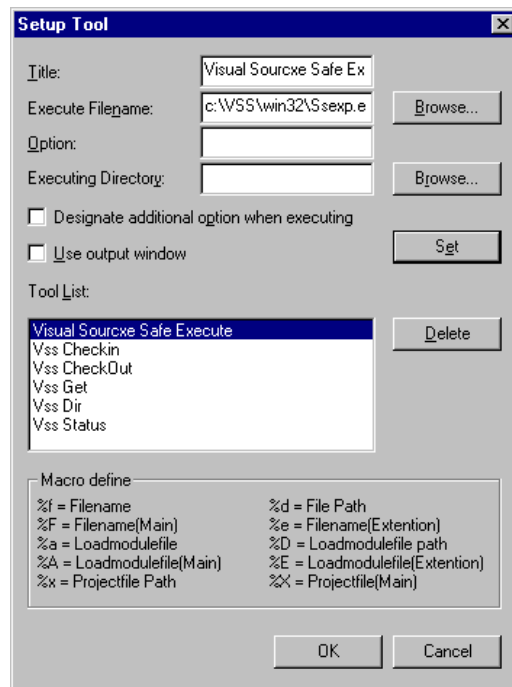 Setup Tool
Title: Visual Sourcxe Safe Ex
Execute Filename: c:\VSS\win32\Ssexp.e Browse...
Option:
Executing Directory: Browse...
Designate additional option when executing
Use output window Set
Tool List:
Visual Sourcxe Safe Execute Delete
Vss Checkin
Vss CheckOut
Vss Get
Vss Dir
Vss Status
Macro define
%f = Filename %d = File Path
%F = Filename(Main) %e = Filename(Extention)
%a = Loadmodulefile %D = Loadmodulefile path
%A = Loadmodulefile(Main) %E = Loadmodulefile(Extention)
%x = Projectfile Path %X = Projectfile(Main)
OK Cancel